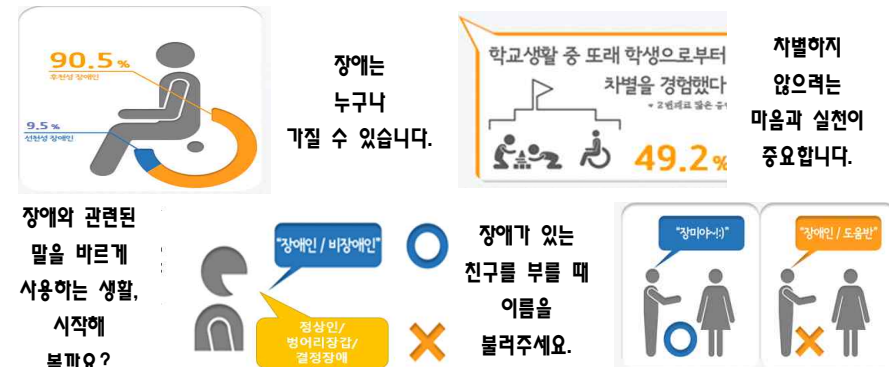 90.5%
후천성 장애인
9.5%
선천성 장애인
장애는
누구나
가질 수 있습니다.
학교생활 중 또래 학생으로부터
차별을 경험했다
49.2%
차별하지
않으려는
마음과 실천이
중요합니다.
장애와 관련된
말을 바르게
사용하는 생활,
시작해
볼까요?
"장애인 / 비장애인"
정상인/
벙어리장갑/
결정장애
장애가 있는
친구를 부를 때
이름을
불러주세요.
"장미야~!:)"
"장애인 / 도움반"